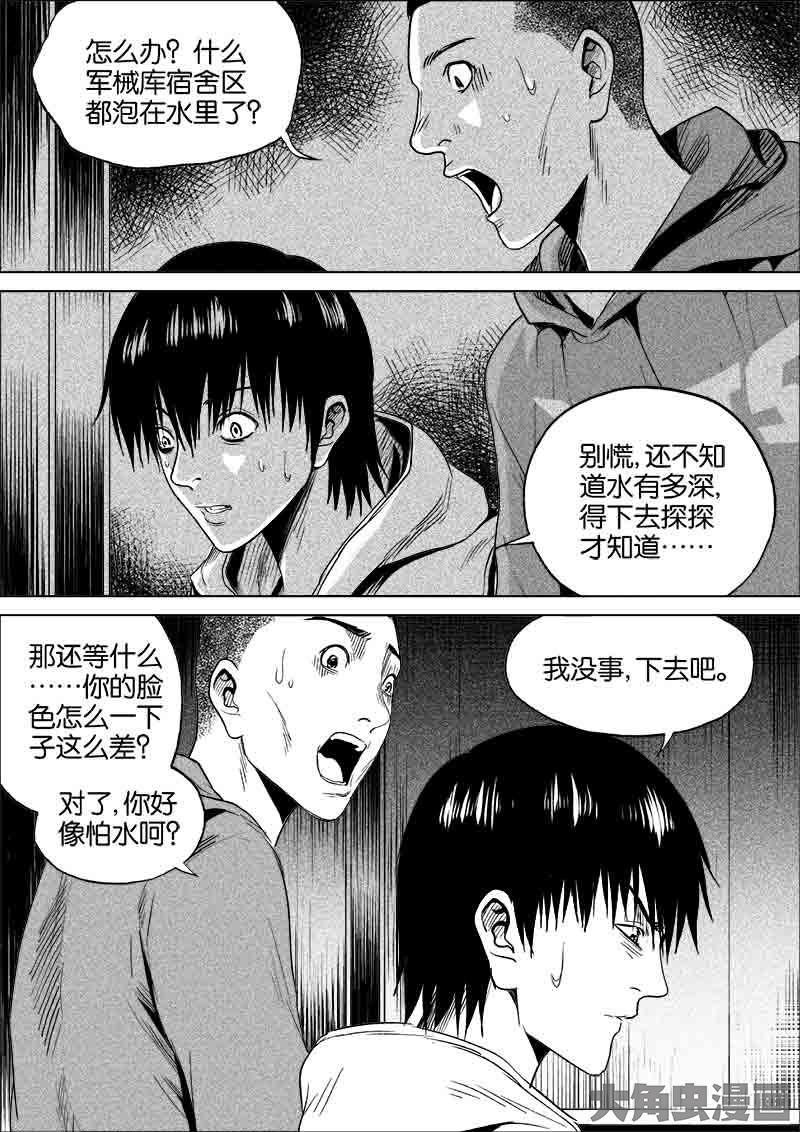 怎么办？什么
军械库宿舍区
都泡在水里了？
别慌，还不知
道水有多深，
得下去探探
才知道……
那还等什么
……你的脸
色怎么一下
子这么差？
对了，你好
像怕水呵？
我没事，下去吧。
大角虫漫画